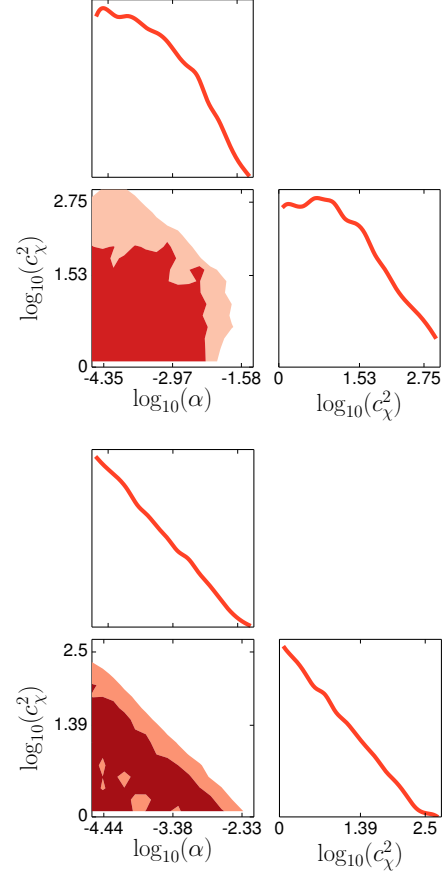 2.75
1.53
0
log₁₀(c²ᵪ)
-4.35 -2.97 -1.58
log₁₀(α)
0 1.53 2.75
log₁₀(c²ᵪ)
2.5
1.39
0
log₁₀(c²ᵪ)
-4.44 -3.38 -2.33
log₁₀(α)
0 1.39 2.5
log₁₀(c²ᵪ)